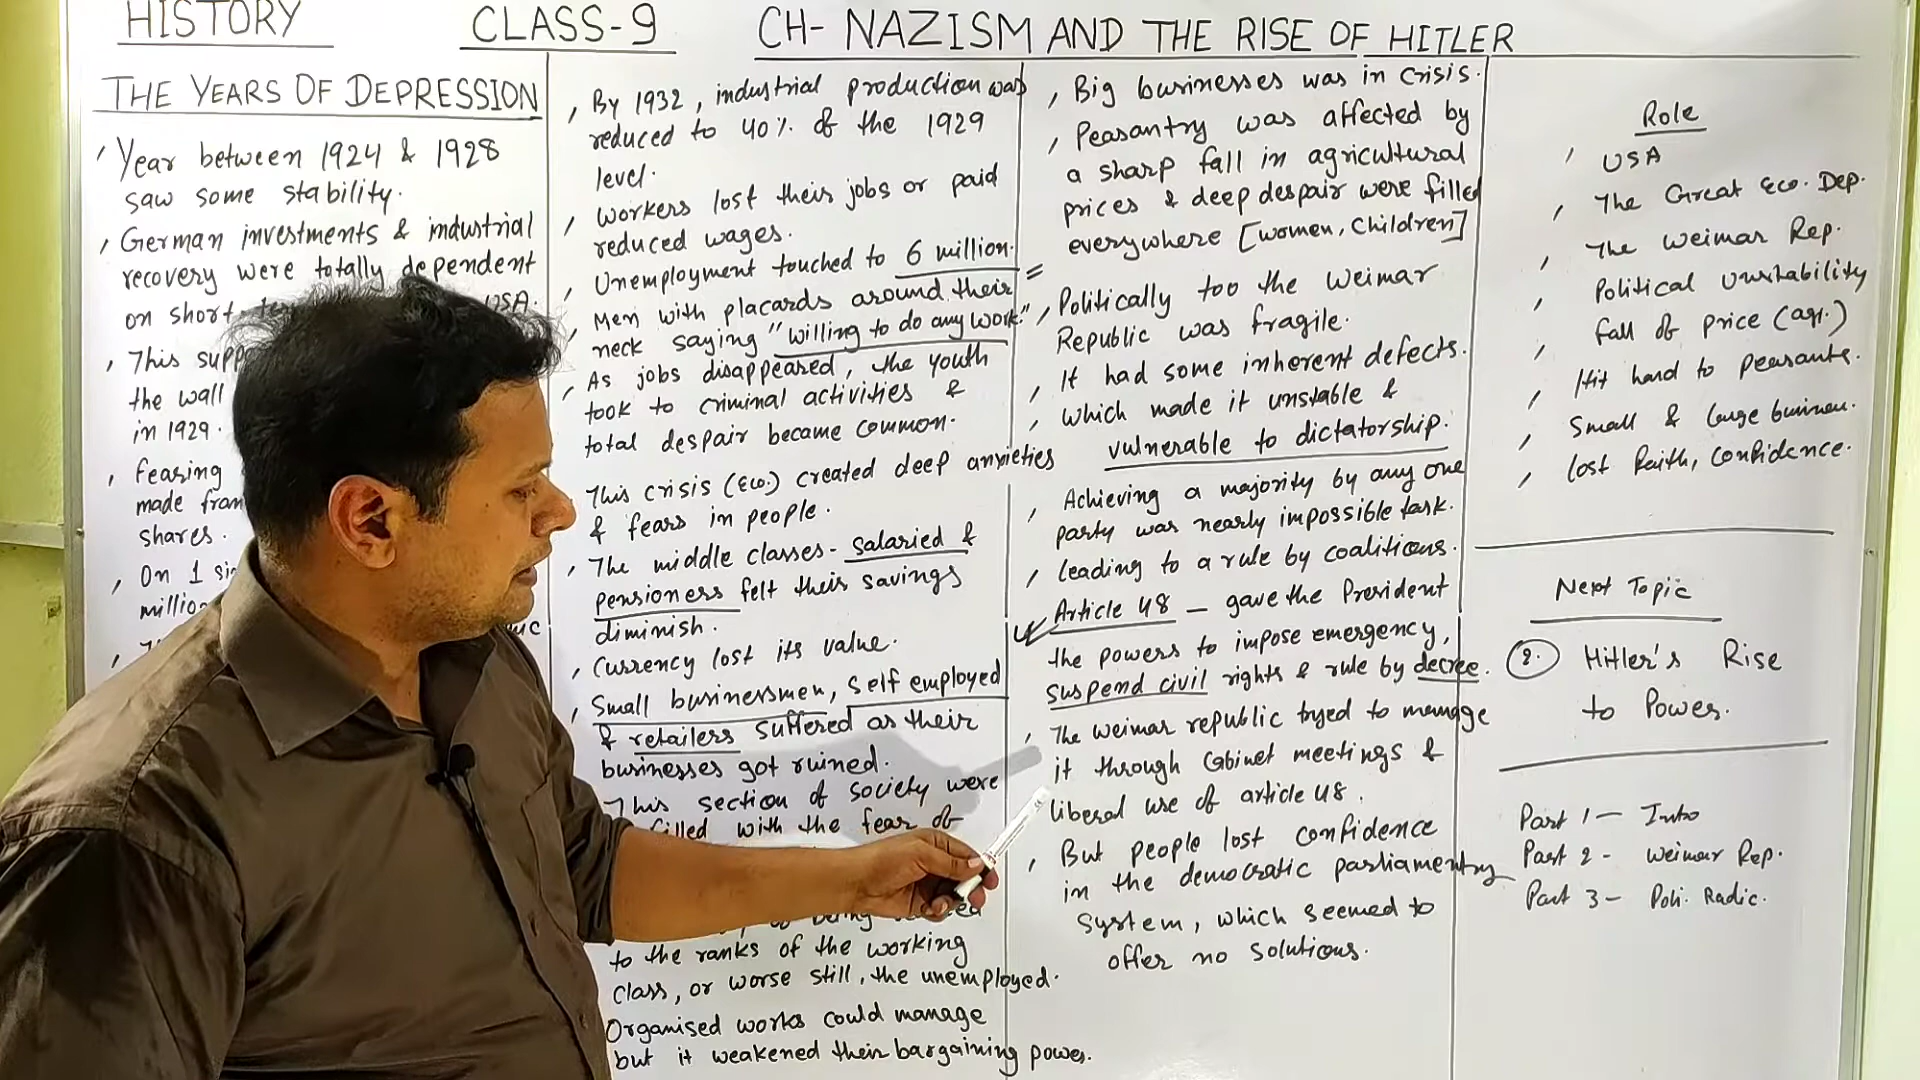 HISTORY CLASS-9 CH- NAZISM AND THE RISE OF HITLER
THE YEARS OF DEPRESSION
Year between 1924 & 1928
saw some stability.
German investments & industrial
recovery were totally dependent
on short USA.
This
the wall
in 1929.
Fearing
made
shares.
On 1
By 1932, industrial production was
reduced to 40% of the 1929
level.
Workers lost their jobs or paid
reduced wages.
Unemployment touched to 6 million.
Men with placards around their
neck saying "willing to do any work."
As jobs disappeared, the youth
took to criminal activities &
total despair became common.
This crisis (Eco.) created deep anxieties
& fears in people.
The middle classes- salaried &
pensioners felt their savings
diminish.
Currency lost its value.
Small businessmen, self employed
& retailers suffered as their
businesses got ruined.
This section of society were
filled with the fear of
being
to the ranks of the working
class, or worse still, the unemployed.
Organised works could manage
but it weakened their bargaining power.
Big businesses was in crisis.
Peasantry was affected by
a sharp fall in agricultural
prices & deep despair were filled
everywhere [women, children]
Politically too the Weimar
Republic was fragile.
It had some inherent defects.
which made it unstable &
vulnerable to dictatorship.
Achieving a majority by any one
party was nearly impossible task.
leading to a rule by coalitions.
Article 48 – gave the President
the powers to impose emergency,
suspend civil rights & rule by decree.
The weimar republic tryed to manage
it through Cabinet meetings &
liberal use of article 48.
But people lost confidence
in the democratic parliamentry
system, which seemed to
offer no solutions.
Role
USA
The Great Eco. Dep.
The Weimar Rep.
Political Unstability
Fall of price (agr.)
Hit hard to peasants.
Small & large
lost faith, confidence.
Next Topic
2. Hitler's Rise
to Power.
Part 1 – Intro
Part 2 - Weimar Rep.
Part 3 – Poli. Radic.